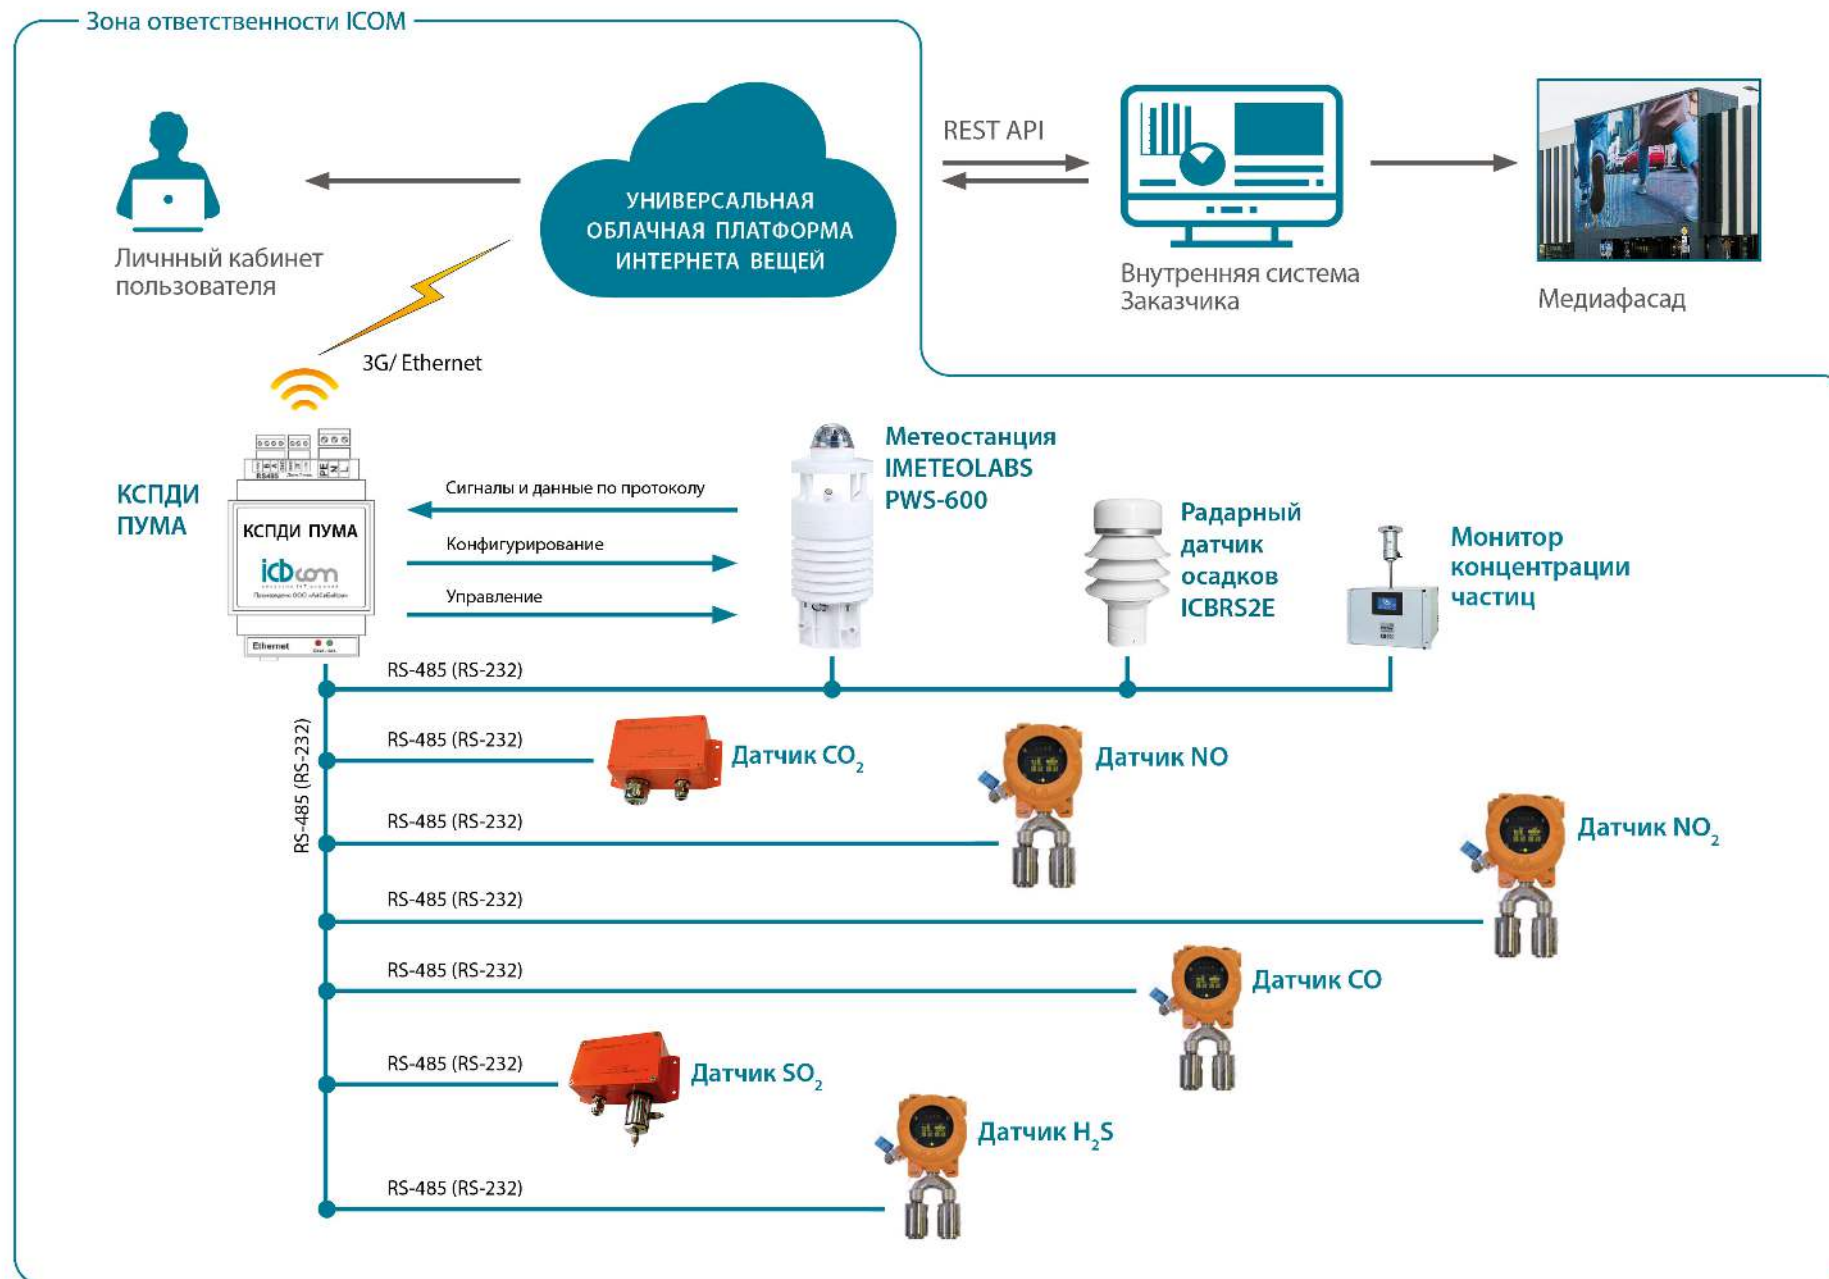 Зона ответственности ICOM
REST API
УНИВЕРСАЛЬНАЯ
ОБЛАЧНАЯ ПЛАТФОРМА
ИНТЕРНЕТА ВЕЩЕЙ
Личнный кабинет
пользователя
Внутренняя система
Заказчика
Медиафасад
3G/ Ethernet
КСПДИ
ПУМА
RS485
PE
N
L
КСПДИ ПУМА
icbcom
Ethernet
Сигналы и данные по протоколу
Конфигурирование
Управление
Метеостанция
IMETEOLABS
PWS-600
Радарный
датчик
осадков
ICBRS2E
Монитор
концентрации
частиц
RS-485 (RS-232)
RS-485 (RS-232)
RS-485 (RS-232)
Датчик CO₂
Датчик NO
RS-485 (RS-232)
Датчик NO₂
RS-485 (RS-232)
RS-485 (RS-232)
Датчик CO
RS-485 (RS-232)
Датчик SO₂
Датчик H₂S
RS-485 (RS-232)